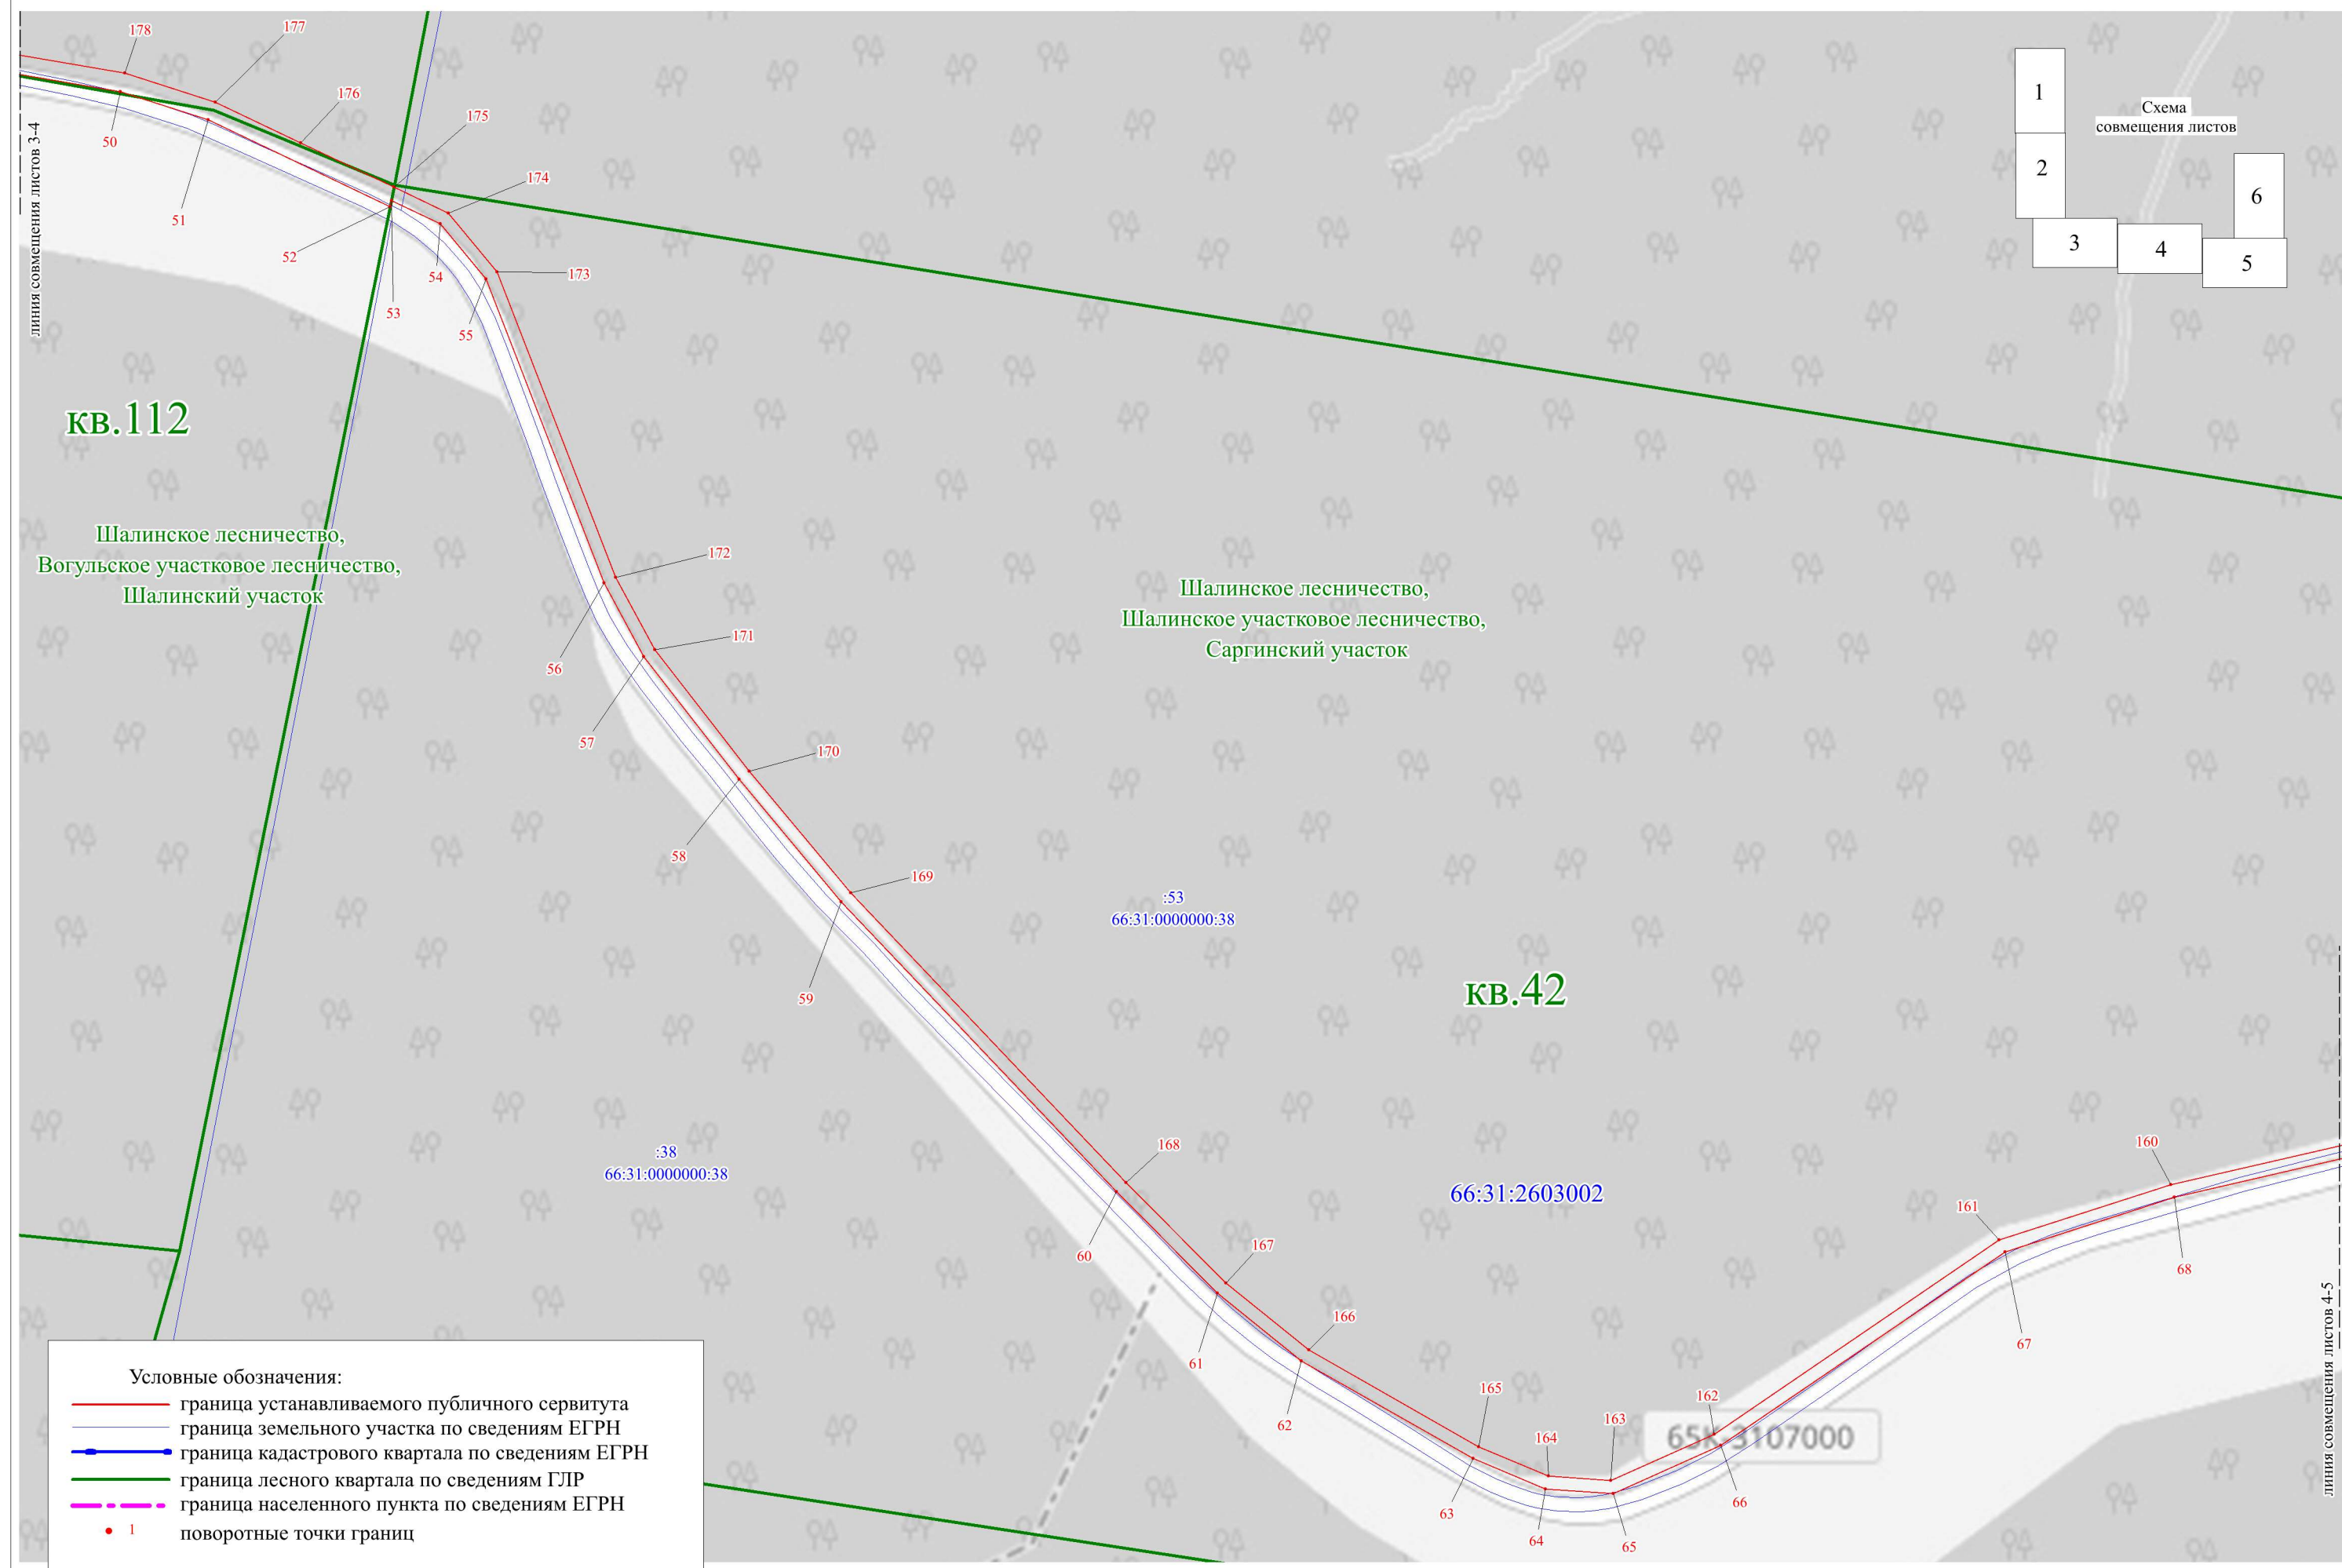 178
177
176
175
174
173
50
51
52
53
54
55
линия совмещения листов 3-4
Схема
совмещения листов
1
2
3
4
5
6
кв.112
Шалинское лесничество,
Вогульское участковое лесничество,
Шалинский участок
172
171
56
57
170
58
169
59
Шалинское лесничество,
Шалинское участковое лесничество,
Саргинский участок
:53
66:31:0000000:38
кв.42
:38
66:31:0000000:38
66:31:2603002
168
60
167
61
166
62
165
63
164
64
163
65
162
66
161
67
160
68
65К-3107000
линия совмещения листов 4-5
Условные обозначения:
граница устанавливаемого публичного сервитута
граница земельного участка по сведениям ЕГРН
граница кадастрового квартала по сведениям ЕГРН
граница лесного квартала по сведениям ГЛР
граница населенного пункта по сведениям ЕГРН
1 поворотные точки границ